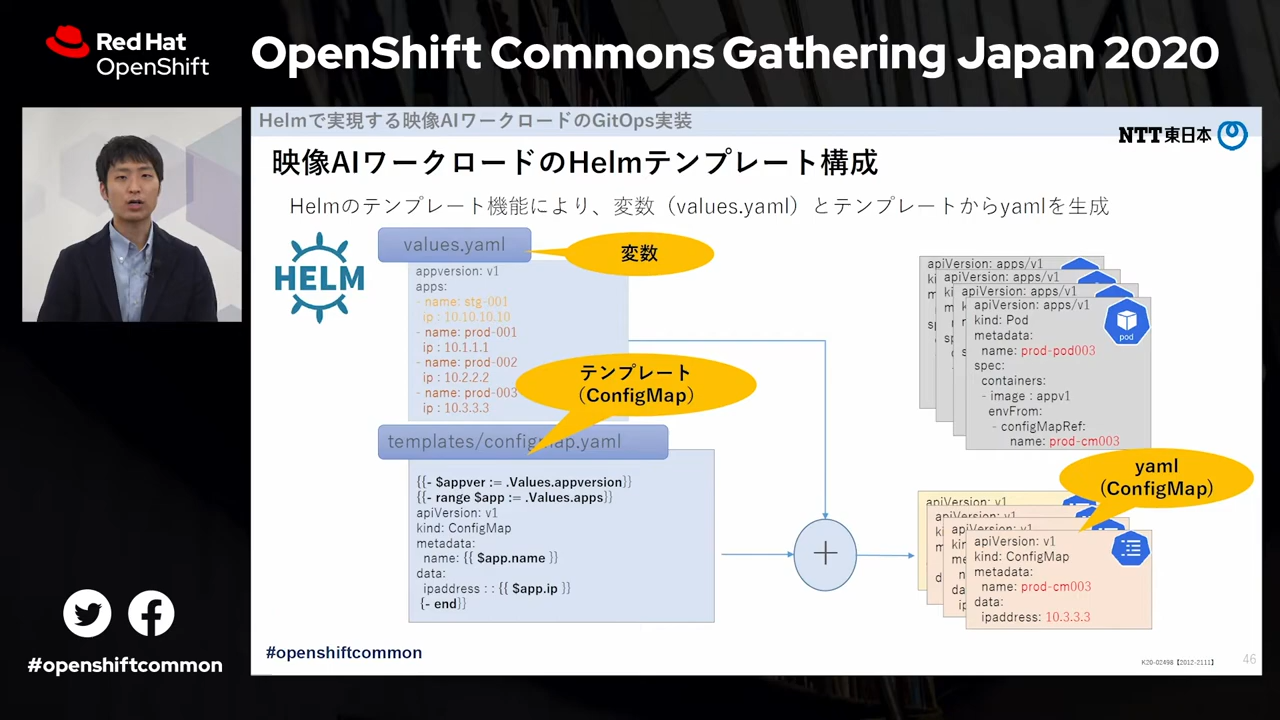 Red Hat
OpenShift
OpenShift Commons Gathering Japan 2020
Helmで実現する映像AIワークロードのGitOps実装
NTT東日本
映像AIワークロードのHelmテンプレート構成
Helmのテンプレート機能により、変数（values.yaml）とテンプレートからyamlを生成
HELM
values.yaml
変数
appversion: v1
apps:
- name: stg-001
ip : 10.10.10.10
- name: prod-001
ip : 10.1.1.1
- name: prod-002
ip : 10.2.2.2
- name: prod-003
ip : 10.3.3.3
テンプレート
（ConfigMap）
templates/configmap.yaml
{{- $appver := .Values.appversion}}
{{- range $app := .Values.apps}}
apiVersion: v1
kind: ConfigMap
metadata:
name: {{ $app.name }}
data:
ipaddress : : {{ $app.ip }}
{- end}}
+
apiVersion: apps/v1
apiVersion: apps/v1
apiVersion: apps/v1
apiVersion: apps/v1
kind: Pod
metadata:
name: prod-pod003
spec:
containers:
- image : appv1
envFrom:
- configMapRef:
name: prod-cm003
pod
yaml
（ConfigMap）
apiVersion: v1
apiVersion: v1
apiVersion: v1
apiVersion: v1
kind: ConfigMap
metadata:
name: prod-cm003
data:
ipaddress: 10.3.3.3
#openshiftcommon
#openshiftcommon
K20-02498【2012-2111】
46